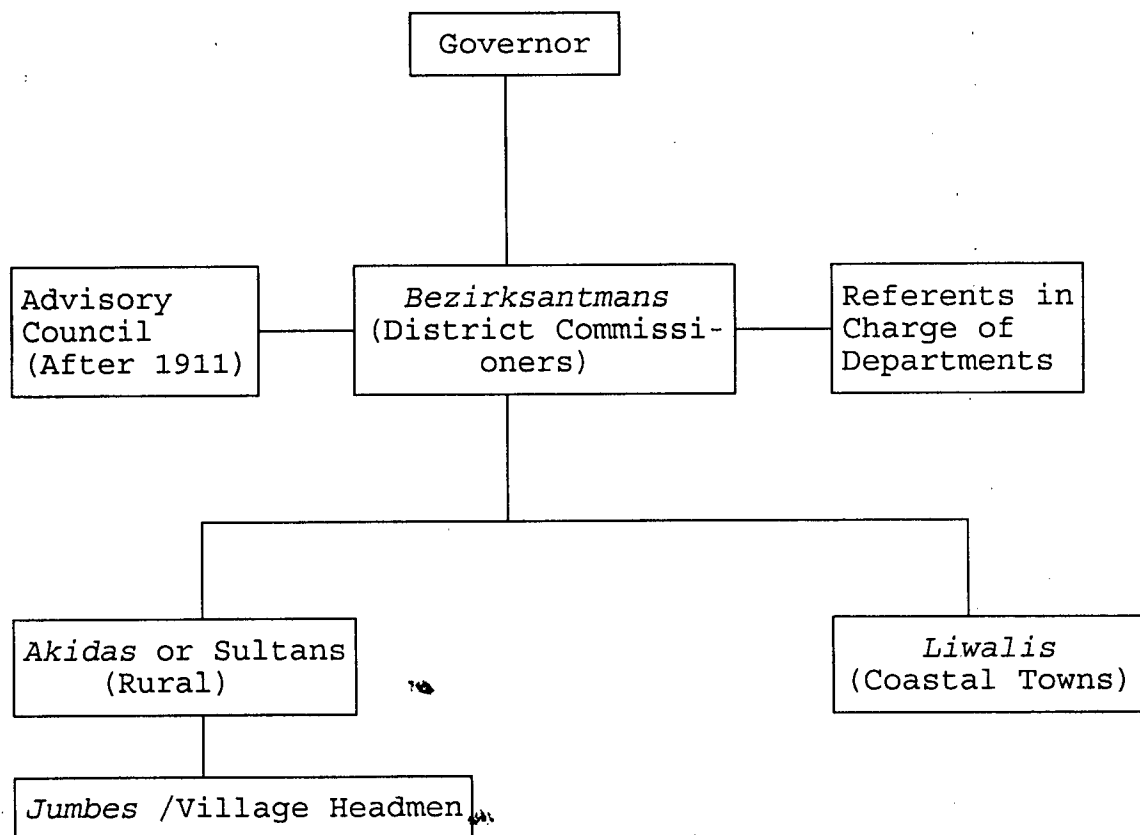 Governor
Advisory
Council
(After 1911)
Bezirksantmans
(District Commissi-
oners)
Referents in
Charge of
Departments
Akidas or Sultans
(Rural)
Liwalis
(Coastal Towns)
Jumbes /Village Headmen